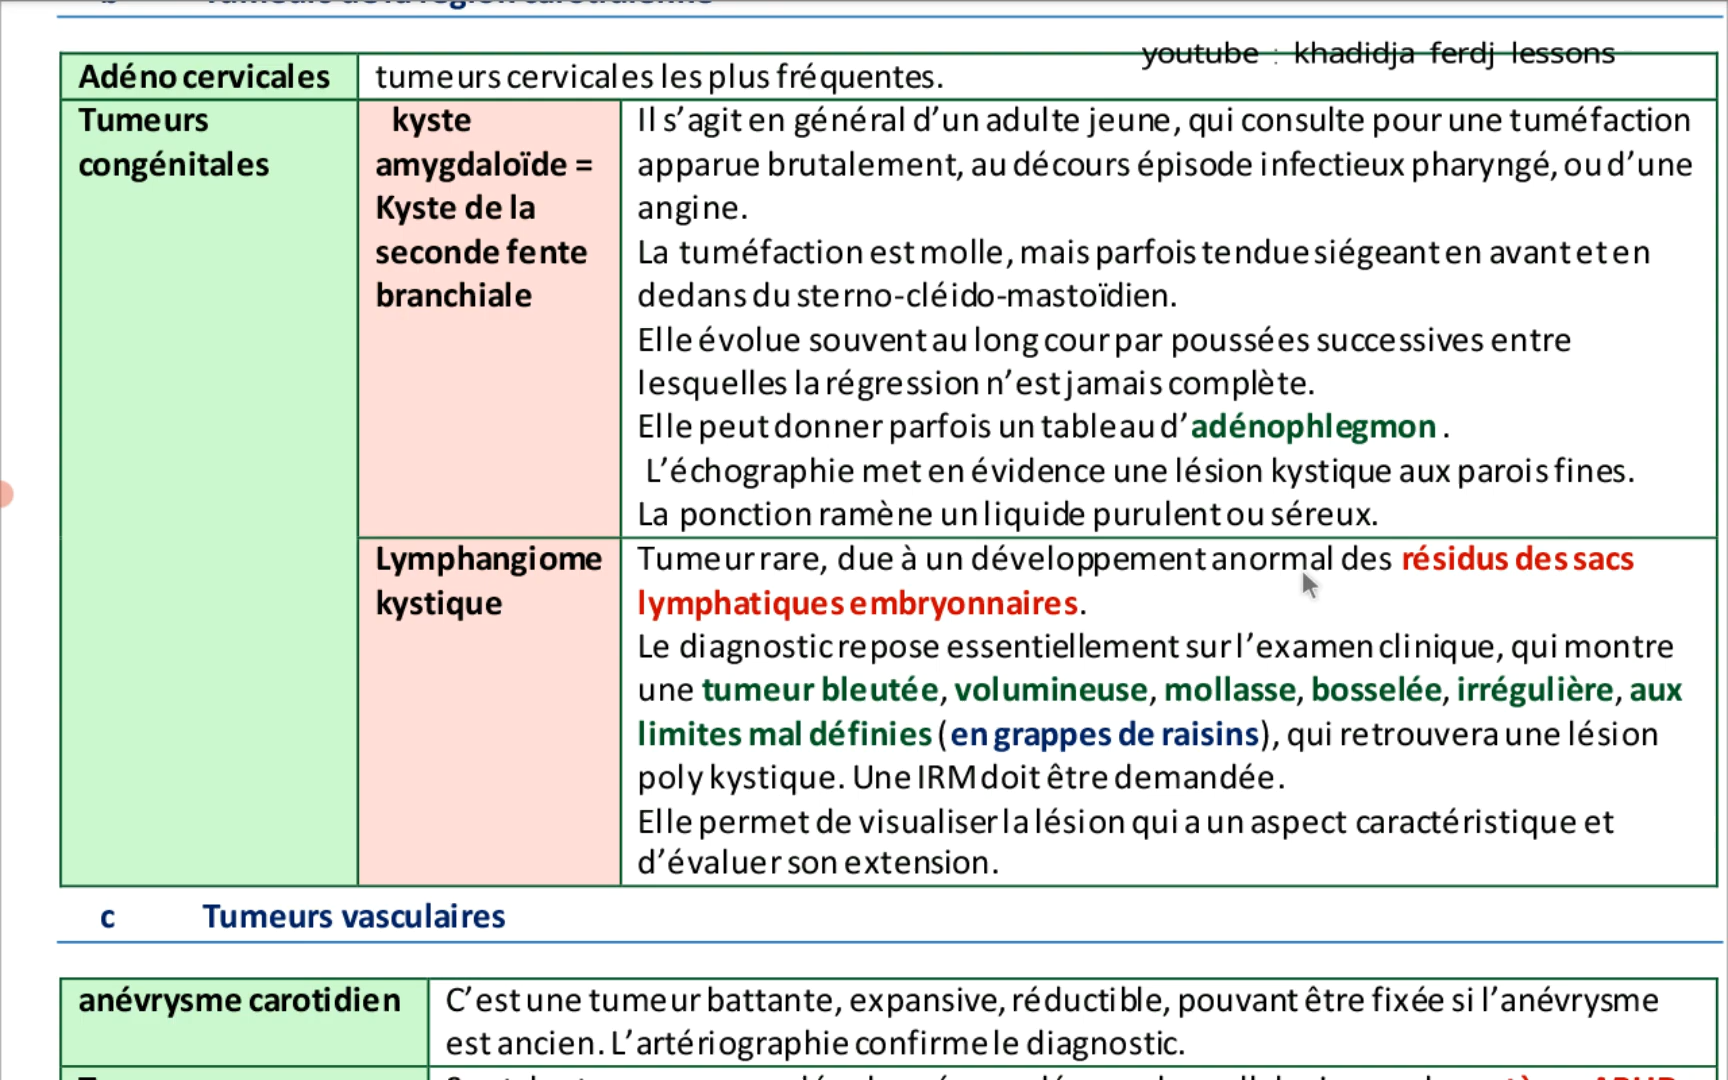 b Tumeurs de la région carotidienne
youtube : khadidja ferdj lessons
Adéno cervicales
tumeurs cervicales les plus fréquentes.
Tumeurs
congénitales
kyste
amygdaloïde =
Kyste de la
seconde fente
branchiale
Il s’agit en général d’un adulte jeune, qui consulte pour une tuméfaction
apparue brutalement, au décours épisode infectieux pharyngé, ou d’une
angine.
La tuméfaction est molle, mais parfois tendue siégeant en avant et en
dedans du sterno-cléido-mastoïdien.
Elle évolue souvent au long cour par poussées successives entre
lesquelles la régression n’est jamais complète.
Elle peut donner parfois un tableau d’adénophlegmon .
L’échographie met en évidence une lésion kystique aux parois fines.
La ponction ramène un liquide purulent ou séreux.
Lymphangiome
kystique
Tumeur rare, due à un développement anormal des résidus des sacs
lymphatiques embryonnaires.
Le diagnostic repose essentiellement sur l’examen clinique, qui montre
une tumeur bleutée, volumineuse, mollasse, bosselée, irrégulière, aux
limites mal définies (en grappes de raisins), qui retrouvera une lésion
poly kystique. Une IRM doit être demandée.
Elle permet de visualiser la lésion qui a un aspect caractéristique et
d’évaluer son extension.
c Tumeurs vasculaires
anévrysme carotidien
C’est une tumeur battante, expansive, réductible, pouvant être fixée si l’anévrysme
est ancien. L’artériographie confirme le diagnostic.